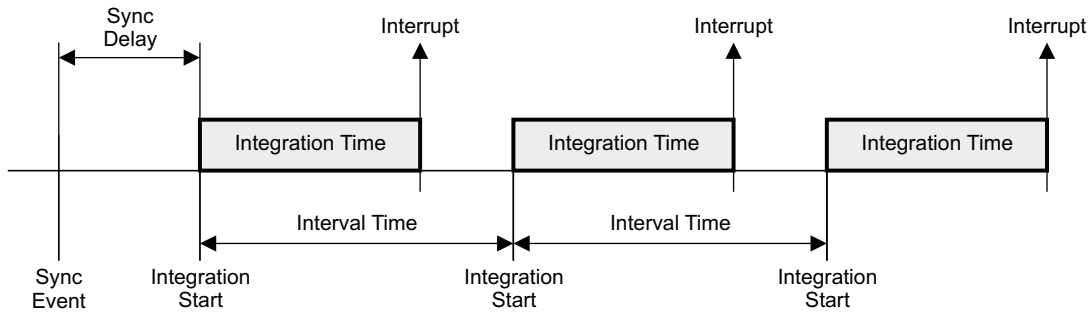 Sync
Delay
Interrupt
Interrupt
Interrupt
Integration Time
Integration Time
Integration Time
Interval Time
Interval Time
Sync
Event
Integration
Start
Integration
Start
Integration
Start